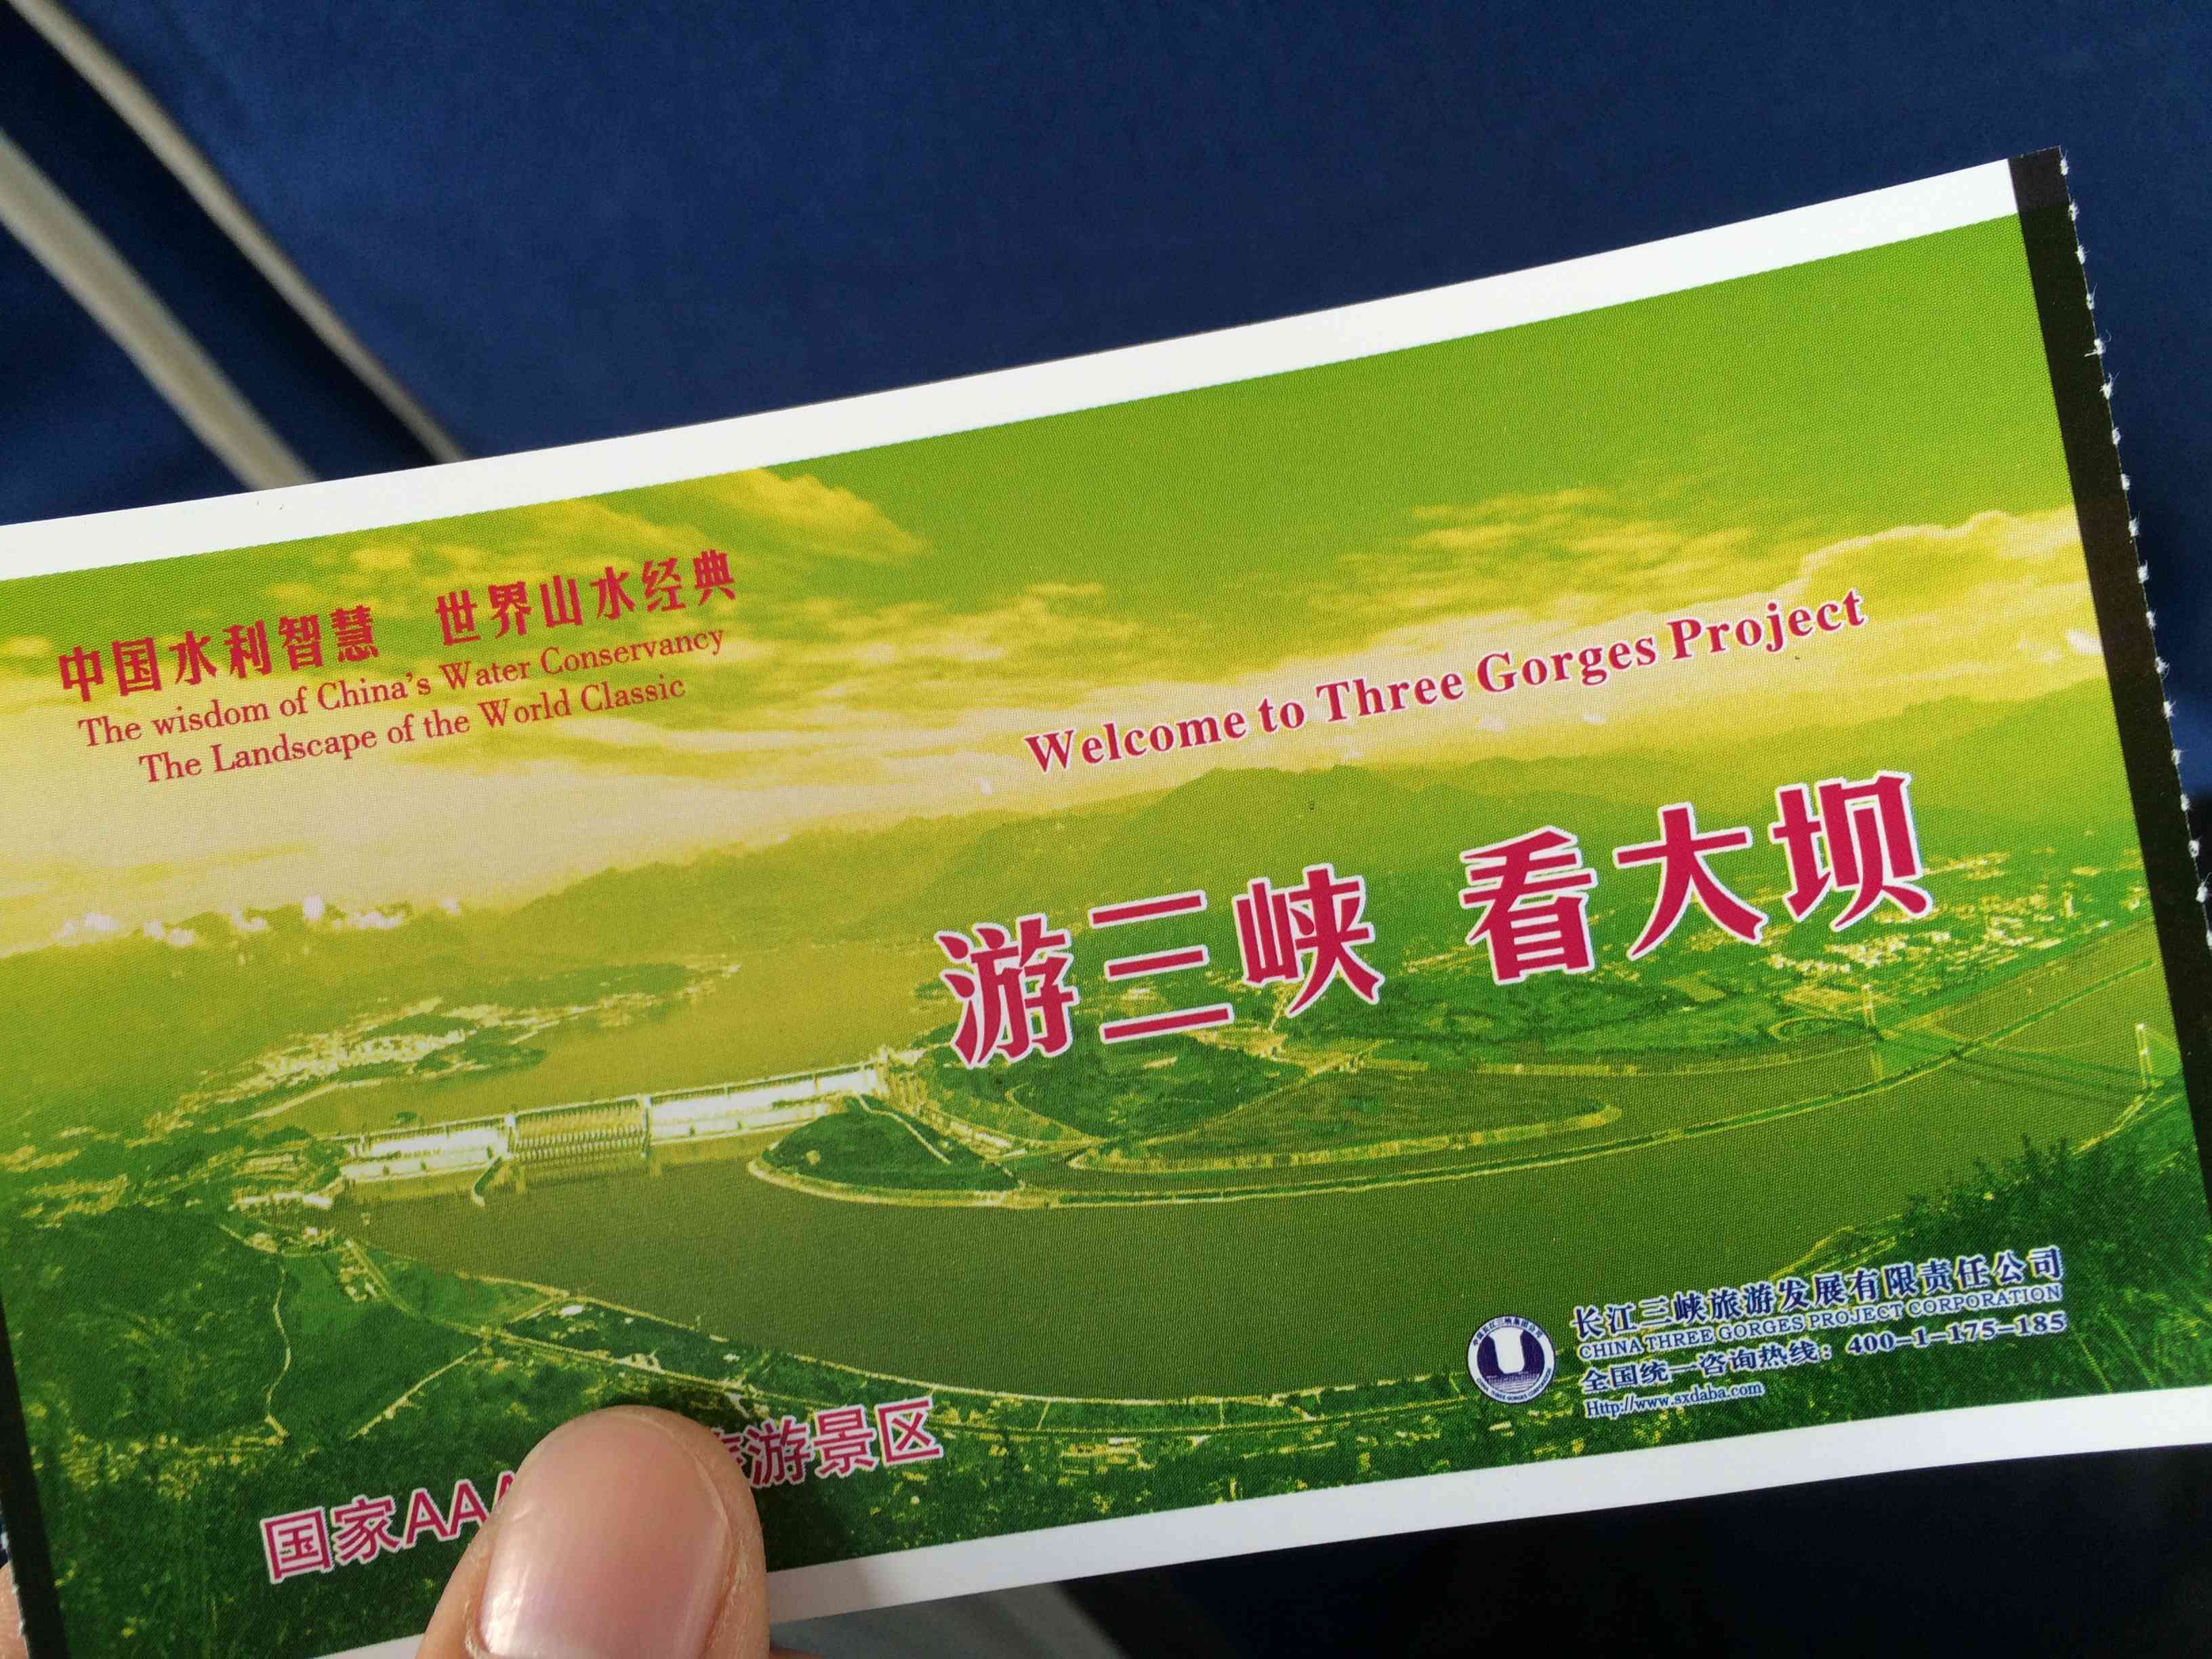 中国水利智慧 世界山水经典
The wisdom of China's Water Conservancy
The Landscape of the World Classic
Welcome to Three Gorges Project
游三峡 看大坝
长江三峡旅游发展有限责任公司
CHINA THREE GORGES PROJECT CORPORATION
全国统一咨询热线：400-1-175-185
Http://www.sxdaba.com
国家AAA 游景区